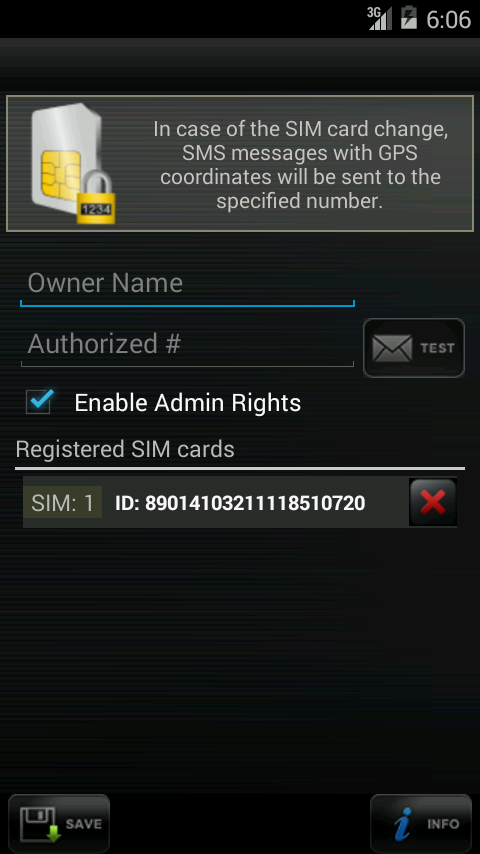 3G 6:06
In case of the SIM card change,
SMS messages with GPS
coordinates will be sent to the
specified number.
1234
Owner Name
Authorized #
TEST
Enable Admin Rights
Registered SIM cards
SIM: 1 ID: 89014103211118510720
SAVE
INFO